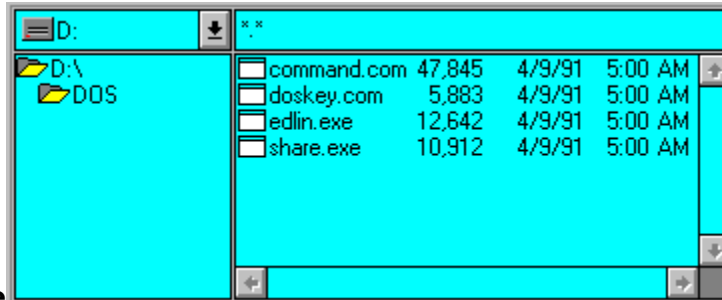 D: *.*
D:\
DOS
command.com 47,845 4/9/91 5:00 AM
doskey.com 5,883 4/9/91 5:00 AM
edlin.exe 12,642 4/9/91 5:00 AM
share.exe 10,912 4/9/91 5:00 AM